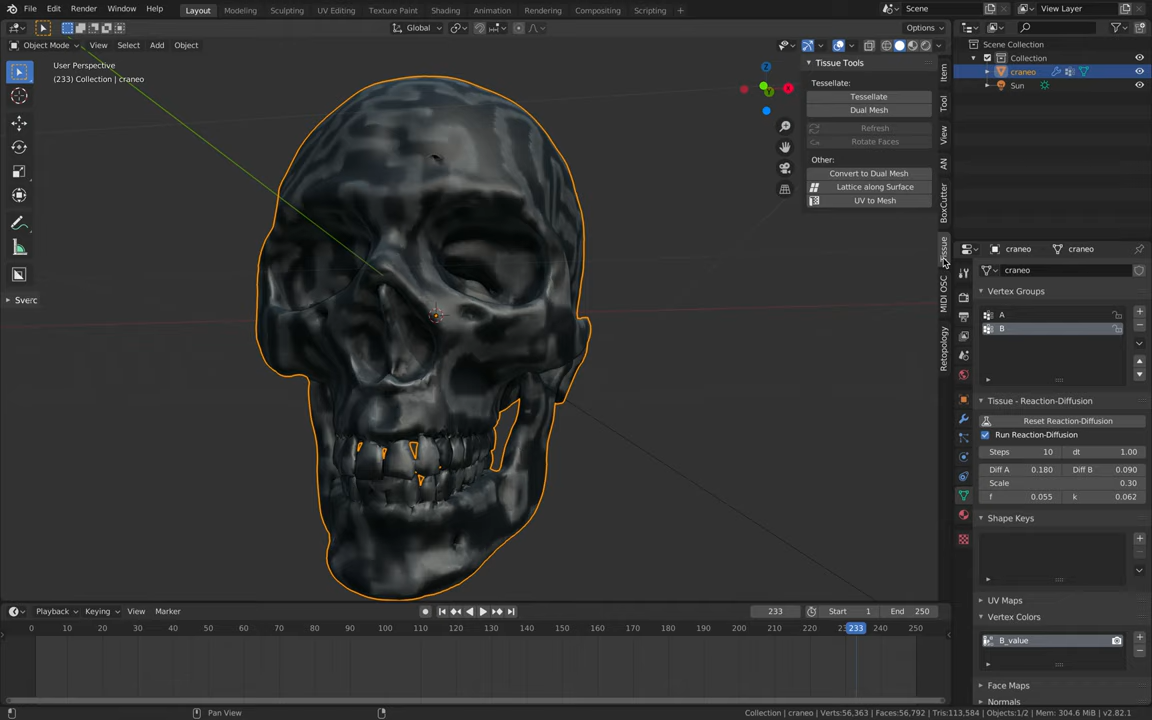 File Edit Render Window Help Layout Modeling Sculpting UV Editing Texture Paint Shading Animation Rendering Compositing Scripting + Scene View Layer
Global Options
Object Mode View Select Add Object
User Perspective
(233) Collection | craneo
Z
X
Y
Tissue Tools
Tessellate:
Tessellate
Dual Mesh
Refresh
Rotate Faces
Other:
Convert to Dual Mesh
Lattice along Surface
UV to Mesh
Item
Tool
View
AN
BoxCutter
Tissue
MIDI OSC
Retopology
Sverc
Scene Collection
Collection
craneo
Sun
craneo craneo
craneo
Vertex Groups
A
B
Tissue - Reaction-Diffusion
Reset Reaction-Diffusion
Run Reaction-Diffusion
Steps 10 dt 1.00
Diff A 0.180 Diff B 0.090
Scale 0.30
f 0.055 k 0.062
Shape Keys
UV Maps
Vertex Colors
B_value
Face Maps
Normals
Playback Keying View Marker 233 Start 1 End 250
0 10 20 30 40 50 60 70 80 90 100 110 120 130 140 150 160 170 180 190 200 210 220 233 240 250
Pan View
Collection | craneo | Verts:56,363 | Faces:56,792 | Tris:113,584 | Objects:1/2 | Mem: 304.6 MiB | v2.82.1